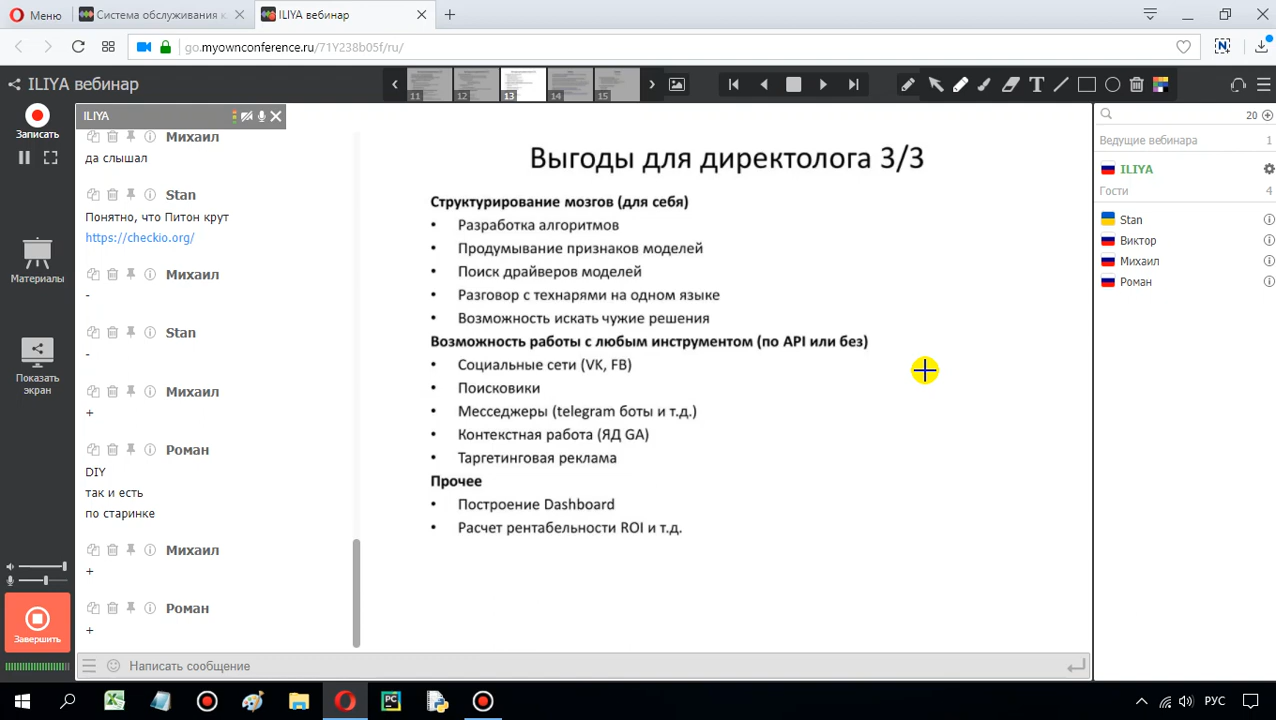 Меню
Система обслуживания к
ILIYA вебинар
go.myownconference.ru/71Y238b05f/ru/
ILIYA вебинар
11
12
13
14
15
Записать
Материалы
Показать
экран
Завершить
ILIYA
Михаил
да слышал
Stan
Понятно, что Питон крут
https://checkio.org/
Михаил
-
Stan
-
Михаил
+
Роман
DIY
так и есть
по старинке
Михаил
+
Роман
+
Написать сообщение
Выгоды для директолога 3/3
Структурирование мозгов (для себя)
• Разработка алгоритмов
• Продумывание признаков моделей
• Поиск драйверов моделей
• Разговор с технарями на одном языке
• Возможность искать чужие решения
Возможность работы с любым инструментом (по API или без)
• Социальные сети (VK, FB)
• Поисковики
• Месседжеры (telegram боты и т.д.)
• Контекстная работа (ЯД GA)
• Таргетинговая реклама
Прочее
• Построение Dashboard
• Расчет рентабельности ROI и т.д.
20
Ведущие вебинара 1
ILIYA
Гости 4
Stan
Виктор
Михаил
Роман
РУС